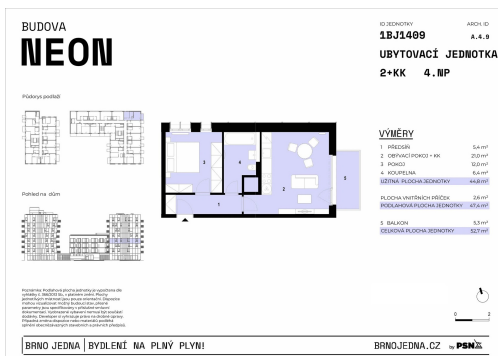 BUDOVA
NEON
ID JEDNOTKY
ARCH. ID
1BJ1409
A.4.9
UBYTOVACÍ JEDNOTKA
2+KK 4.NP
Půdorys podlaží
Pohled na dům
3
4
2
5
1
VÝMĚRY
1 PŘEDSÍŇ 5,4 m²
2 OBÝVACÍ POKOJ + KK 21,0 m²
3 POKOJ 12,0 m²
4 KOUPELNA 6,4 m²
UŽITNÁ PLOCHA JEDNOTKY 44,8 m²
PLOCHA VNITŘNÍCH PŘÍČEK 2,6 m²
PODLAHOVÁ PLOCHA JEDNOTKY 47,4 m²
5 BALKON 5,3 m²
CELKOVÁ PLOCHA JEDNOTKY 52,7 m²
0 2
BRNO JEDNA BYDLENÍ NA PLNÝ PLYN!
BRNOJEDNA.CZ by PSN